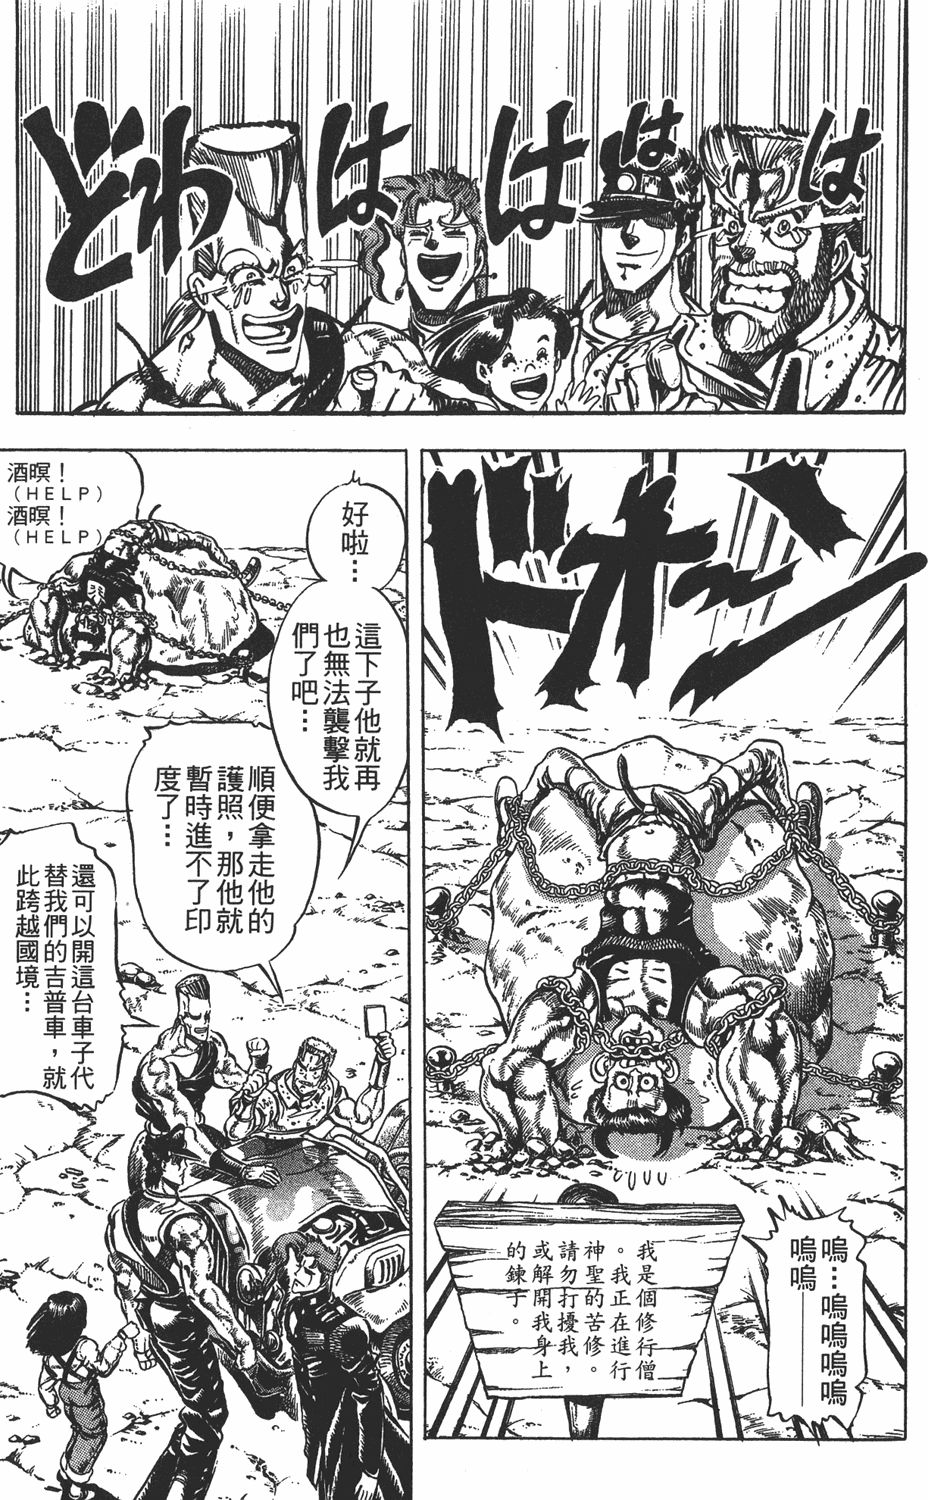 どわ
は
は
は
は
ドオーン
嗚…嗚嗚嗚嗚
嗚嗚——
我是個修行僧
。我正在進行
神聖的苦修。
請勿打擾我，
或解開我身上
的鍊子。
好啦…
這下子他就再
也無法襲擊我
們了吧…
酒暝！
（HELP）
酒暝！
（HELP）
順便拿走他的
護照，那他就
暫時進不了印
度了…
還可以開這台車子代
替我們的吉普車，就
此跨越國境…